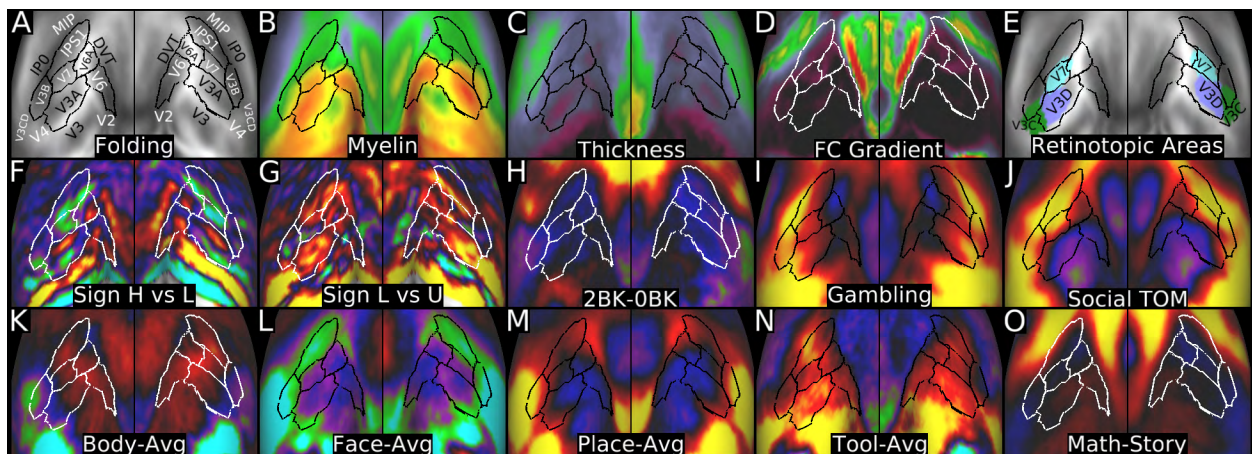 A
MIP
IPS1
IP0
DVT
V6A
V7
V6
V3B
V3A
V3CD
V4
V3
V2
MIP
IPS1
IP0
DVT
V6A
V6
V7
V3B
V3A
V3CD
V4
V3
V2
Folding
B
Myelin
C
Thickness
D
FC Gradient
E
V7
V3D
V3C
V7
V3D
V3C
Retinotopic Areas
F
Sign H vs L
G
Sign L vs U
H
2BK-0BK
I
Gambling
J
Social TOM
K
Body-Avg
L
Face-Avg
M
Place-Avg
N
Tool-Avg
O
Math-Story